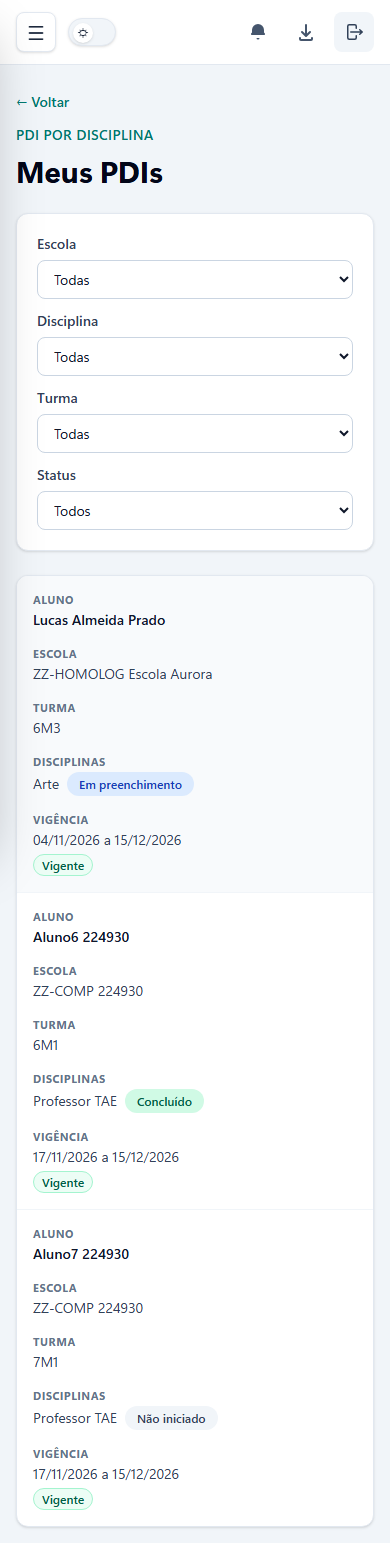 ← Voltar
PDI POR DISCIPLINA
Meus PDIs
Escola
Todas
Disciplina
Todas
Turma
Todas
Status
Todos
ALUNO
Lucas Almeida Prado
ESCOLA
ZZ-HOMOLOG Escola Aurora
TURMA
6M3
DISCIPLINAS
Arte Em preenchimento
VIGÊNCIA
04/11/2026 a 15/12/2026
Vigente
ALUNO
Aluno6 224930
ESCOLA
ZZ-COMP 224930
TURMA
6M1
DISCIPLINAS
Professor TAE Concluído
VIGÊNCIA
17/11/2026 a 15/12/2026
Vigente
ALUNO
Aluno7 224930
ESCOLA
ZZ-COMP 224930
TURMA
7M1
DISCIPLINAS
Professor TAE Não iniciado
VIGÊNCIA
17/11/2026 a 15/12/2026
Vigente